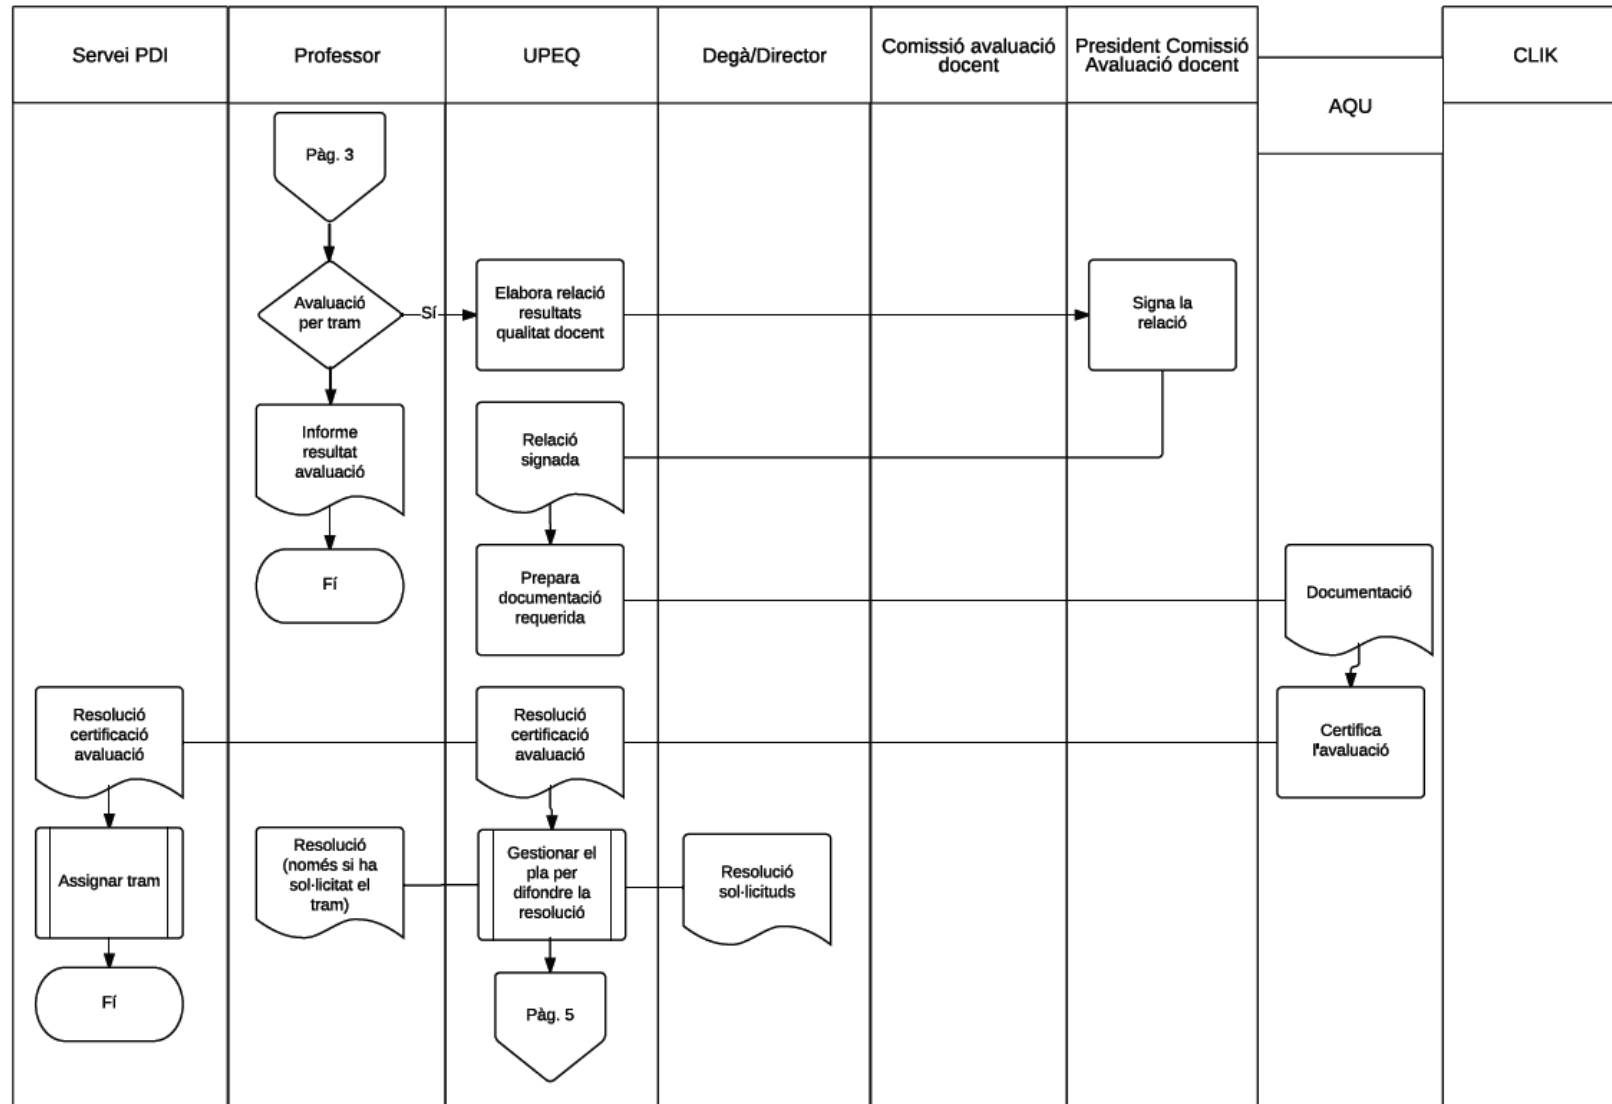 Servei PDI
Professor
UPEQ
Degà/Director
Comissió avaluació
docent
President Comissió
Avaluació docent
AQU
CLIK
Pàg. 3
Avaluació
per tram
Sí
Elabora relació
resultats
qualitat docent
Signa la
relació
Informe
resultat
avaluació
Relació
signada
Fí
Prepara
documentació
requerida
Documentació
Resolució
certificació
avaluació
Resolució
certificació
avaluació
Certifica
l'avaluació
Assignar tram
Resolució
(només si ha
sol·licitat el
tram)
Gestionar el
pla per
difondre la
resolució
Resolució
sol·licituds
Fí
Pàg. 5